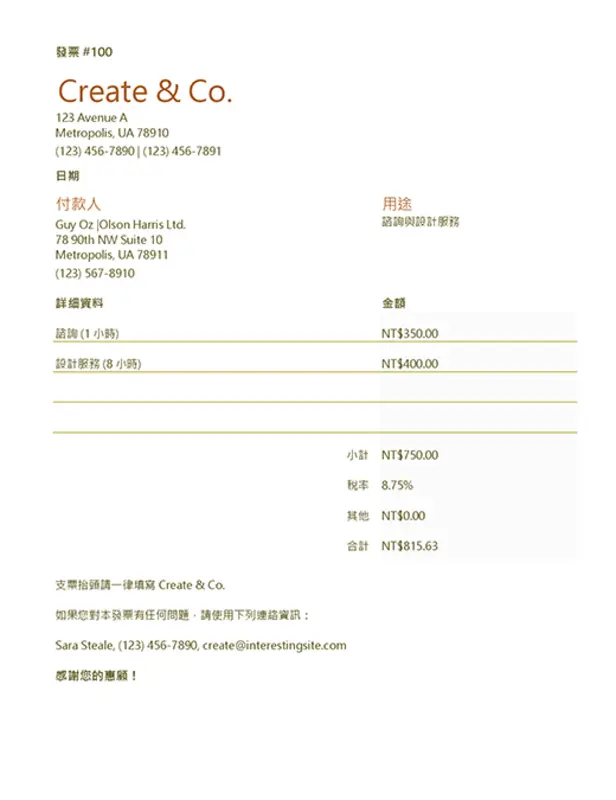 發票 #100
Create & Co.
123 Avenue A
Metropolis, UA 78910
(123) 456-7890 | (123) 456-7891
日期
付款人 用途
Guy Oz |Olson Harris Ltd. 諮詢與設計服務
78 90th NW Suite 10
Metropolis, UA 78911
(123) 567-8910
詳細資料 金額
諮詢 (1 小時) NT$350.00
設計服務 (8 小時) NT$400.00
小計 NT$750.00
稅率 8.75%
其他 NT$0.00
合計 NT$815.63
支票抬頭請一律填寫 Create & Co.
如果您對本發票有任何問題，請使用下列連絡資訊：
Sara Steale, (123) 456-7890, create@interestingsite.com
感謝您的惠顧！